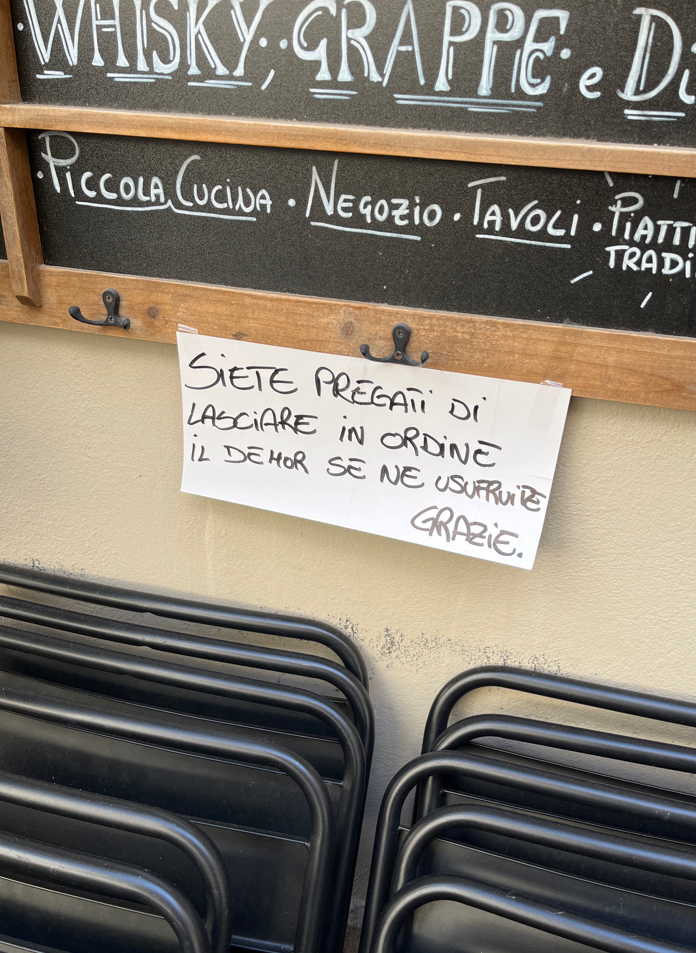 ·WHISKY, GRAPPE· e
·Piccola Cucina · Negozio · Tavoli · Piatti
TRADI
SiETE PREGATi Di
LASCiARE iN ORDiNE
iL DEHOR SE NE USUFRUiTE
GRAZiE.